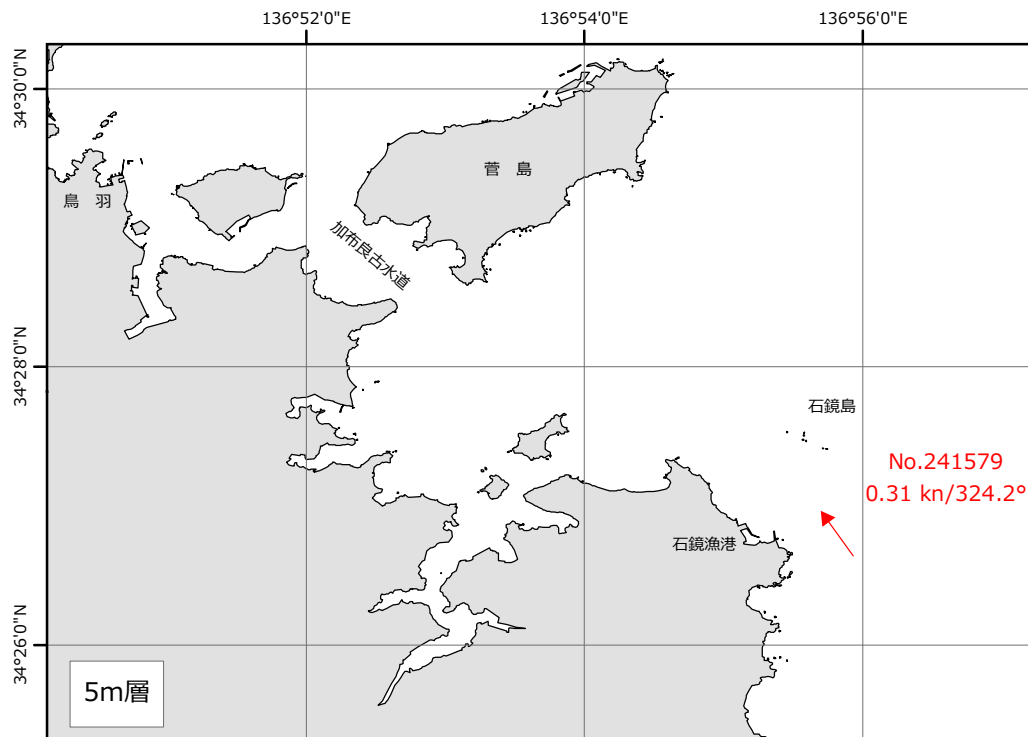 136°52'0"E
136°54'0"E
136°56'0"E
34°30'0"N
菅 島
鳥 羽
加布良古水道
34°28'0"N
石鏡島
No.241579
0.31 kn/324.2°
石鏡漁港
34°26'0"N
5m層